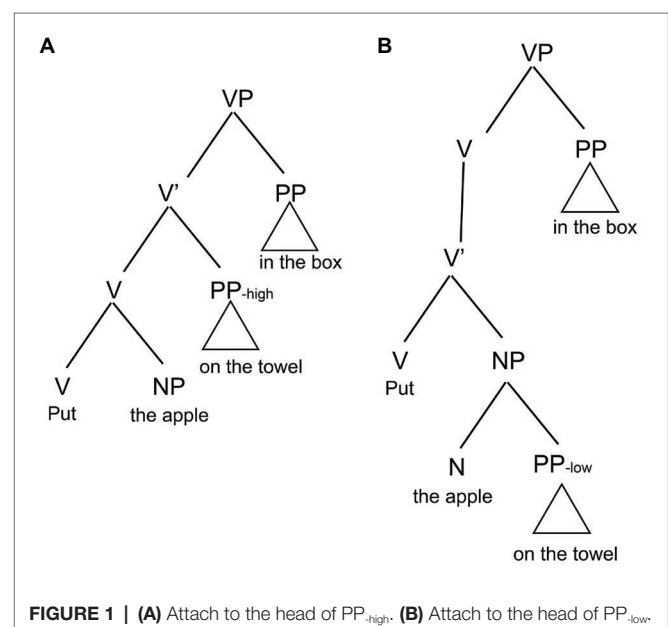 A
VP
V' PP
in the box
V PP-high
on the towel
V NP
Put the apple
B
VP
V PP
in the box
V'
V NP
Put
N PP-low
the apple
on the towel
FIGURE 1 | (A) Attach to the head of PP-high. (B) Attach to the head of PP-low.